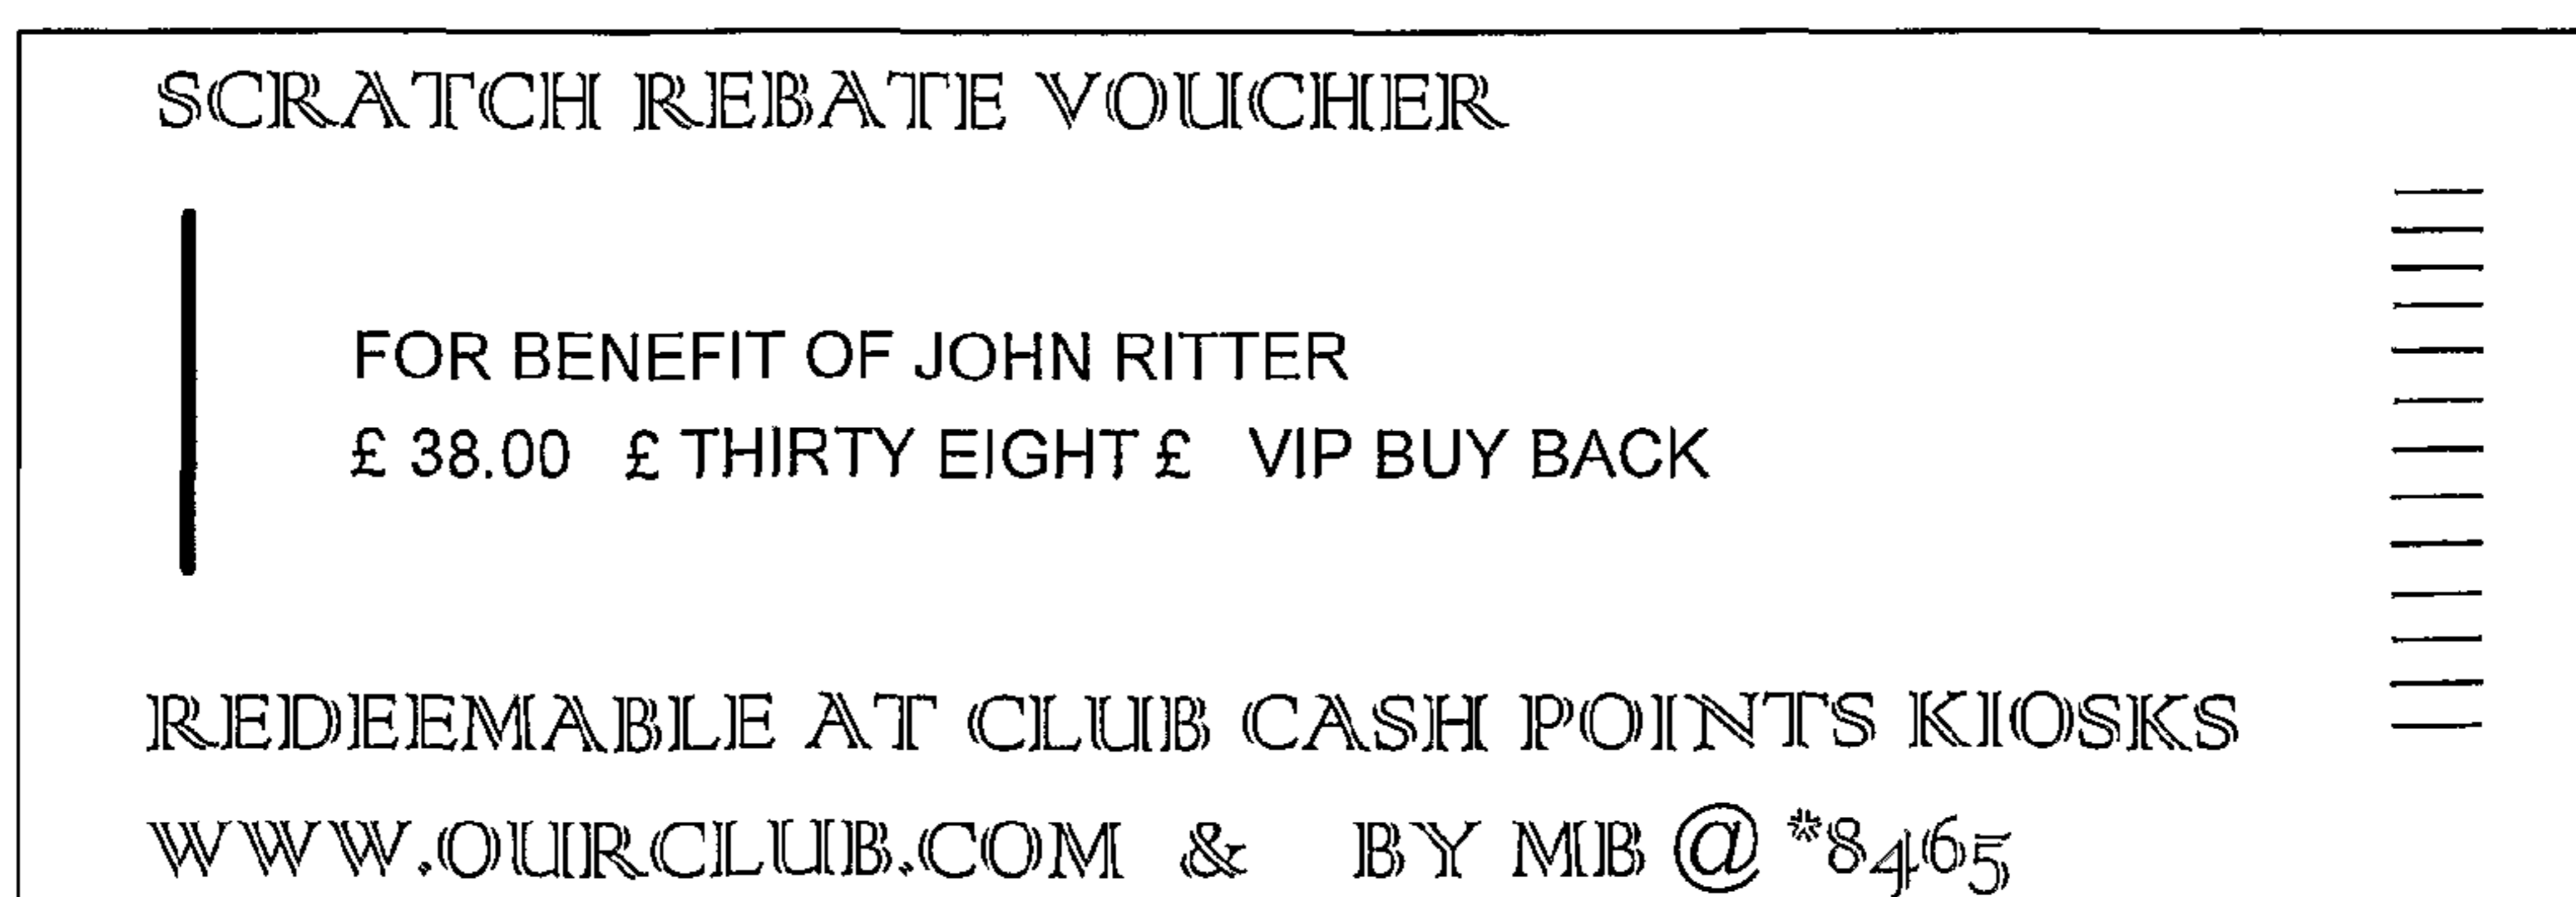 SCRATCH REBATE VOUCHER
FOR BENEFIT OF JOHN RITTER
£ 38.00 £ THIRTY EIGHT £ VIP BUY BACK
REDEEMABLE AT CLUB CASH POINTS KIOSKS
WWW.OURCLUB.COM & BY MB @ *8465